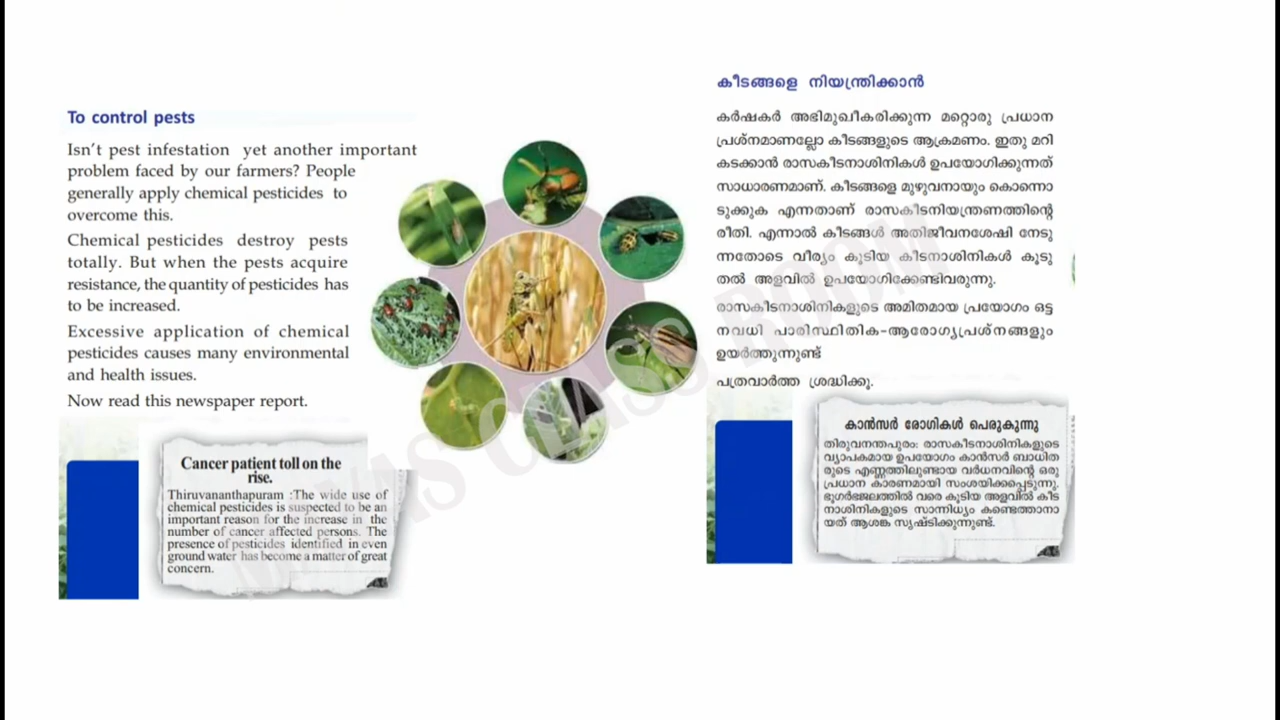 To control pests
Isn't pest infestation yet another important
problem faced by our farmers? People
generally apply chemical pesticides to
overcome this.
Chemical pesticides destroy pests
totally. But when the pests acquire
resistance, the quantity of pesticides has
to be increased.
Excessive application of chemical
pesticides causes many environmental
and health issues.
Now read this newspaper report.
Cancer patient toll on the
rise.
Thiruvananthapuram :The wide use of
chemical pesticides is suspected to be an
important reason for the increase in the
number of cancer affected persons. The
presence of pesticides identified in even
ground water has become a matter of great
concern.
കീടങ്ങളെ നിയന്ത്രിക്കാൻ
കർഷകർ അഭിമുഖീകരിക്കുന്ന മറ്റൊരു പ്രധാന
പ്രശ്നമാണല്ലോ കീടങ്ങളുടെ ആക്രമണം. ഇതു മറി
കടക്കാൻ രാസകീടനാശിനികൾ ഉപയോഗിക്കുന്നത്
സാധാരണമാണ്. കീടങ്ങളെ മുഴുവനായും കൊന്നൊ
ടുക്കുക എന്നതാണ് രാസകീടനിയന്ത്രണത്തിന്റെ
രീതി. എന്നാൽ കീടങ്ങൾ അതിജീവനശേഷി നേടു
ന്നതോടെ വീര്യം കൂടിയ കീടനാശിനികൾ കൂടു
തൽ അളവിൽ ഉപയോഗിക്കേണ്ടിവരുന്നു.
രാസകീടനാശിനികളുടെ അമിതമായ പ്രയോഗം ഒട്ട
നവധി പാരിസ്ഥിതിക-ആരോഗ്യപ്രശ്നങ്ങളും
ഉയർത്തുന്നുണ്ട്
പത്രവാർത്ത ശ്രദ്ധിക്കൂ.
കാൻസർ രോഗികൾ പെരുകുന്നു
തിരുവനന്തപുരം: രാസകീടനാശിനികളുടെ
വ്യാപകമായ ഉപയോഗം കാൻസർ ബാധിത
രുടെ എണ്ണത്തിലുണ്ടായ വർധനവിന്റെ ഒരു
പ്രധാന കാരണമായി സംശയിക്കപ്പെടുന്നു.
ഭൂഗർഭജലത്തിൽ വരെ കൂടിയ അളവിൽ കീട
നാശിനികളുടെ സാന്നിധ്യം കണ്ടെത്താനാ
യത് ആശങ്ക സൃഷ്ടിക്കുന്നുണ്ട്.
CLASS ROOM